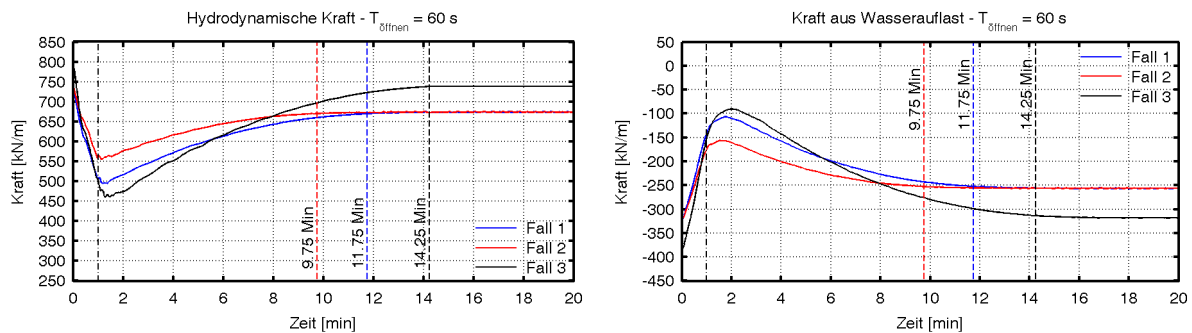 Hydrodynamische Kraft - T_öffnen = 60 s
Kraft [kN/m]
850
800
750
700
650
600
550
500
450
400
350
300
250
9.75 Min
11.75 Min
14.25 Min
Fall 1
Fall 2
Fall 3
0 2 4 6 8 10 12 14 16 18 20
Zeit [min]
Kraft aus Wasserauflast - T_öffnen = 60 s
Kraft [kN/m]
50
0
-50
-100
-150
-200
-250
-300
-350
-400
-450
9.75 Min
11.75 Min
14.25 Min
Fall 1
Fall 2
Fall 3
0 2 4 6 8 10 12 14 16 18 20
Zeit [min]